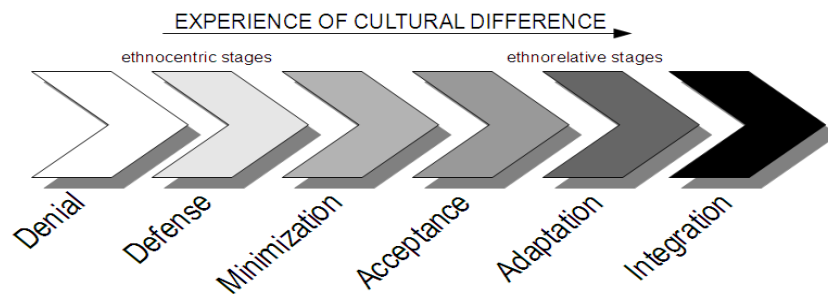 EXPERIENCE OF CULTURAL DIFFERENCE
ethnocentric stages
ethnorelative stages
Denial
Defense
Minimization
Acceptance
Adaptation
Integration